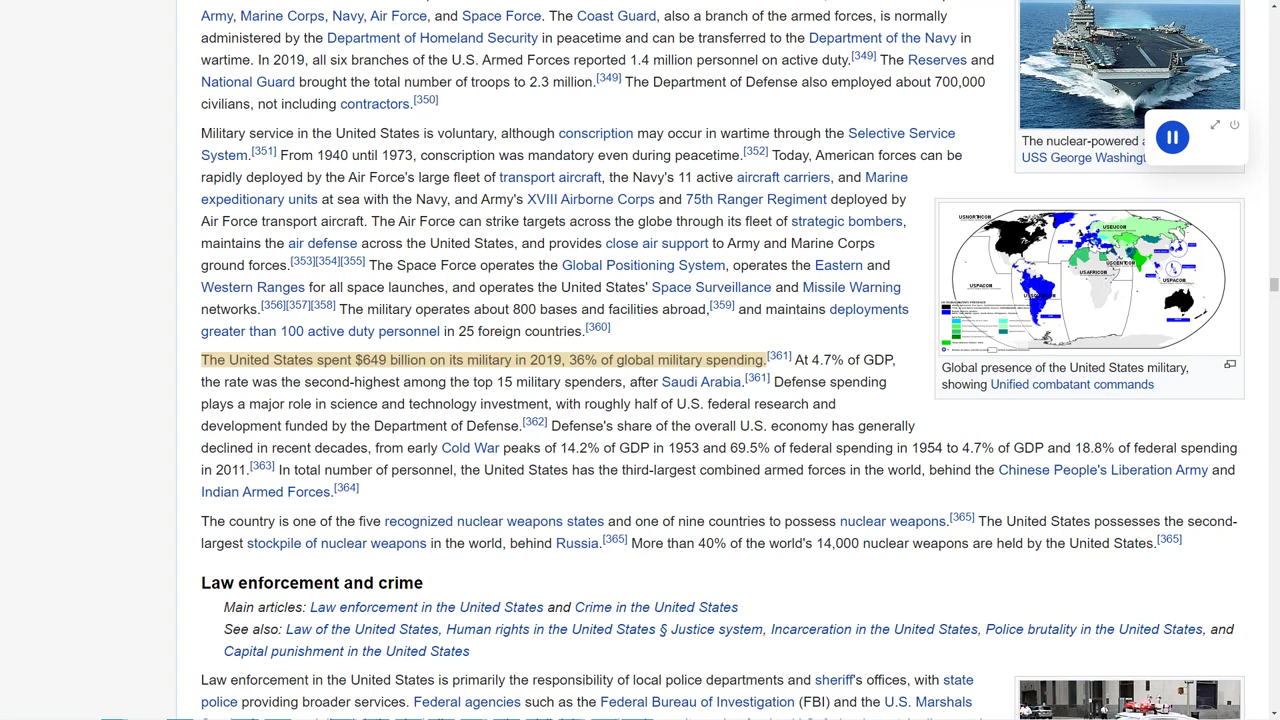 Army, Marine Corps, Navy, Air Force, and Space Force. The Coast Guard, also a branch of the armed forces, is normally
administered by the Department of Homeland Security in peacetime and can be transferred to the Department of the Navy in
wartime. In 2019, all six branches of the U.S. Armed Forces reported 1.4 million personnel on active duty.[349] The Reserves and
National Guard brought the total number of troops to 2.3 million.[349] The Department of Defense also employed about 700,000
civilians, not including contractors.[350]
The nuclear-powered
USS George Washingt
Military service in the United States is voluntary, although conscription may occur in wartime through the Selective Service
System.[351] From 1940 until 1973, conscription was mandatory even during peacetime.[352] Today, American forces can be
rapidly deployed by the Air Force's large fleet of transport aircraft, the Navy's 11 active aircraft carriers, and Marine
expeditionary units at sea with the Navy, and Army's XVIII Airborne Corps and 75th Ranger Regiment deployed by
Air Force transport aircraft. The Air Force can strike targets across the globe through its fleet of strategic bombers,
maintains the air defense across the United States, and provides close air support to Army and Marine Corps
ground forces.[353][354][355] The Space Force operates the Global Positioning System, operates the Eastern and
Western Ranges for all space launches, and operates the United States' Space Surveillance and Missile Warning
networks.[356][357][358] The military operates about 800 bases and facilities abroad,[359] and maintains deployments
greater than 100 active duty personnel in 25 foreign countries.[360]
USNORTHCOM
USEUCOM
USCENTCOM
USPACOM
USAFRICOM
USPACOM
Global presence of the United States military,
showing Unified combatant commands
The United States spent $649 billion on its military in 2019, 36% of global military spending.[361] At 4.7% of GDP,
the rate was the second-highest among the top 15 military spenders, after Saudi Arabia.[361] Defense spending
plays a major role in science and technology investment, with roughly half of U.S. federal research and
development funded by the Department of Defense.[362] Defense's share of the overall U.S. economy has generally
declined in recent decades, from early Cold War peaks of 14.2% of GDP in 1953 and 69.5% of federal spending in 1954 to 4.7% of GDP and 18.8% of federal spending
in 2011.[363] In total number of personnel, the United States has the third-largest combined armed forces in the world, behind the Chinese People's Liberation Army and
Indian Armed Forces.[364]
The country is one of the five recognized nuclear weapons states and one of nine countries to possess nuclear weapons.[365] The United States possesses the second-
largest stockpile of nuclear weapons in the world, behind Russia.[365] More than 40% of the world's 14,000 nuclear weapons are held by the United States.[365]
Law enforcement and crime
Main articles: Law enforcement in the United States and Crime in the United States
See also: Law of the United States, Human rights in the United States § Justice system, Incarceration in the United States, Police brutality in the United States, and
Capital punishment in the United States
Law enforcement in the United States is primarily the responsibility of local police departments and sheriff's offices, with state
police providing broader services. Federal agencies such as the Federal Bureau of Investigation (FBI) and the U.S. Marshals